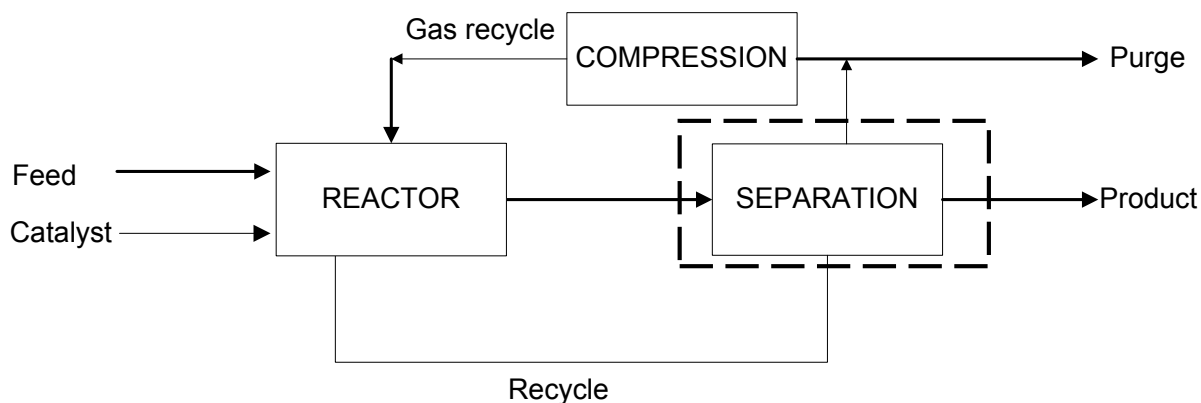 Gas recycle
COMPRESSION
Purge
Feed
REACTOR
SEPARATION
Product
Catalyst
Recycle